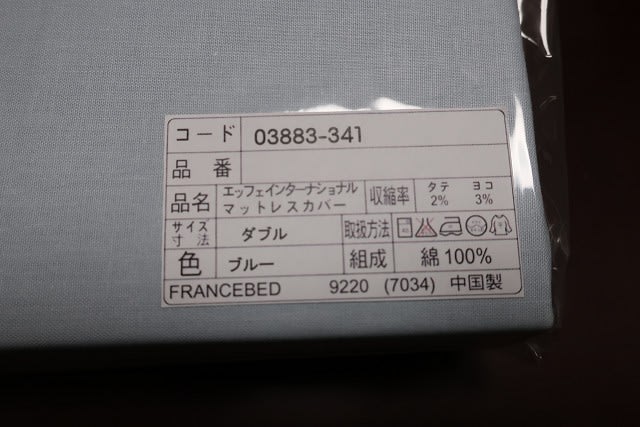 コード 03883-341
品番
品名 エッフェインターナショナル マットレスカバー 収縮率 タテ 2% ヨコ 3%
サイズ 寸法 ダブル 取扱方法
色 ブルー 組成 綿100%
FRANCEBED 9220 (7034) 中国製